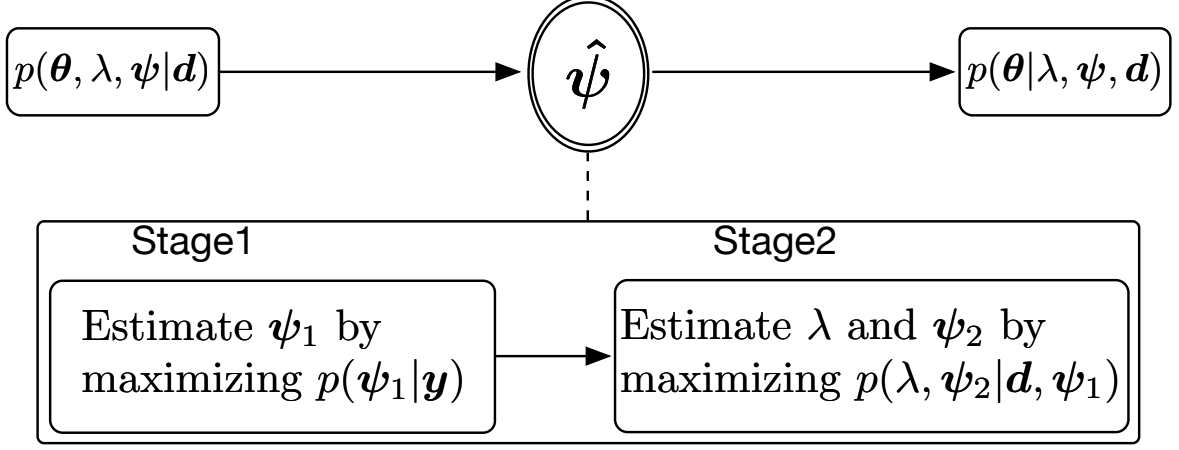 p(θ, λ, ψ|d)
ψ̂
p(θ|λ, ψ, d)
Stage1
Estimate ψ₁ by
maximizing p(ψ₁|y)
Stage2
Estimate λ and ψ₂ by
maximizing p(λ, ψ₂|d, ψ₁)